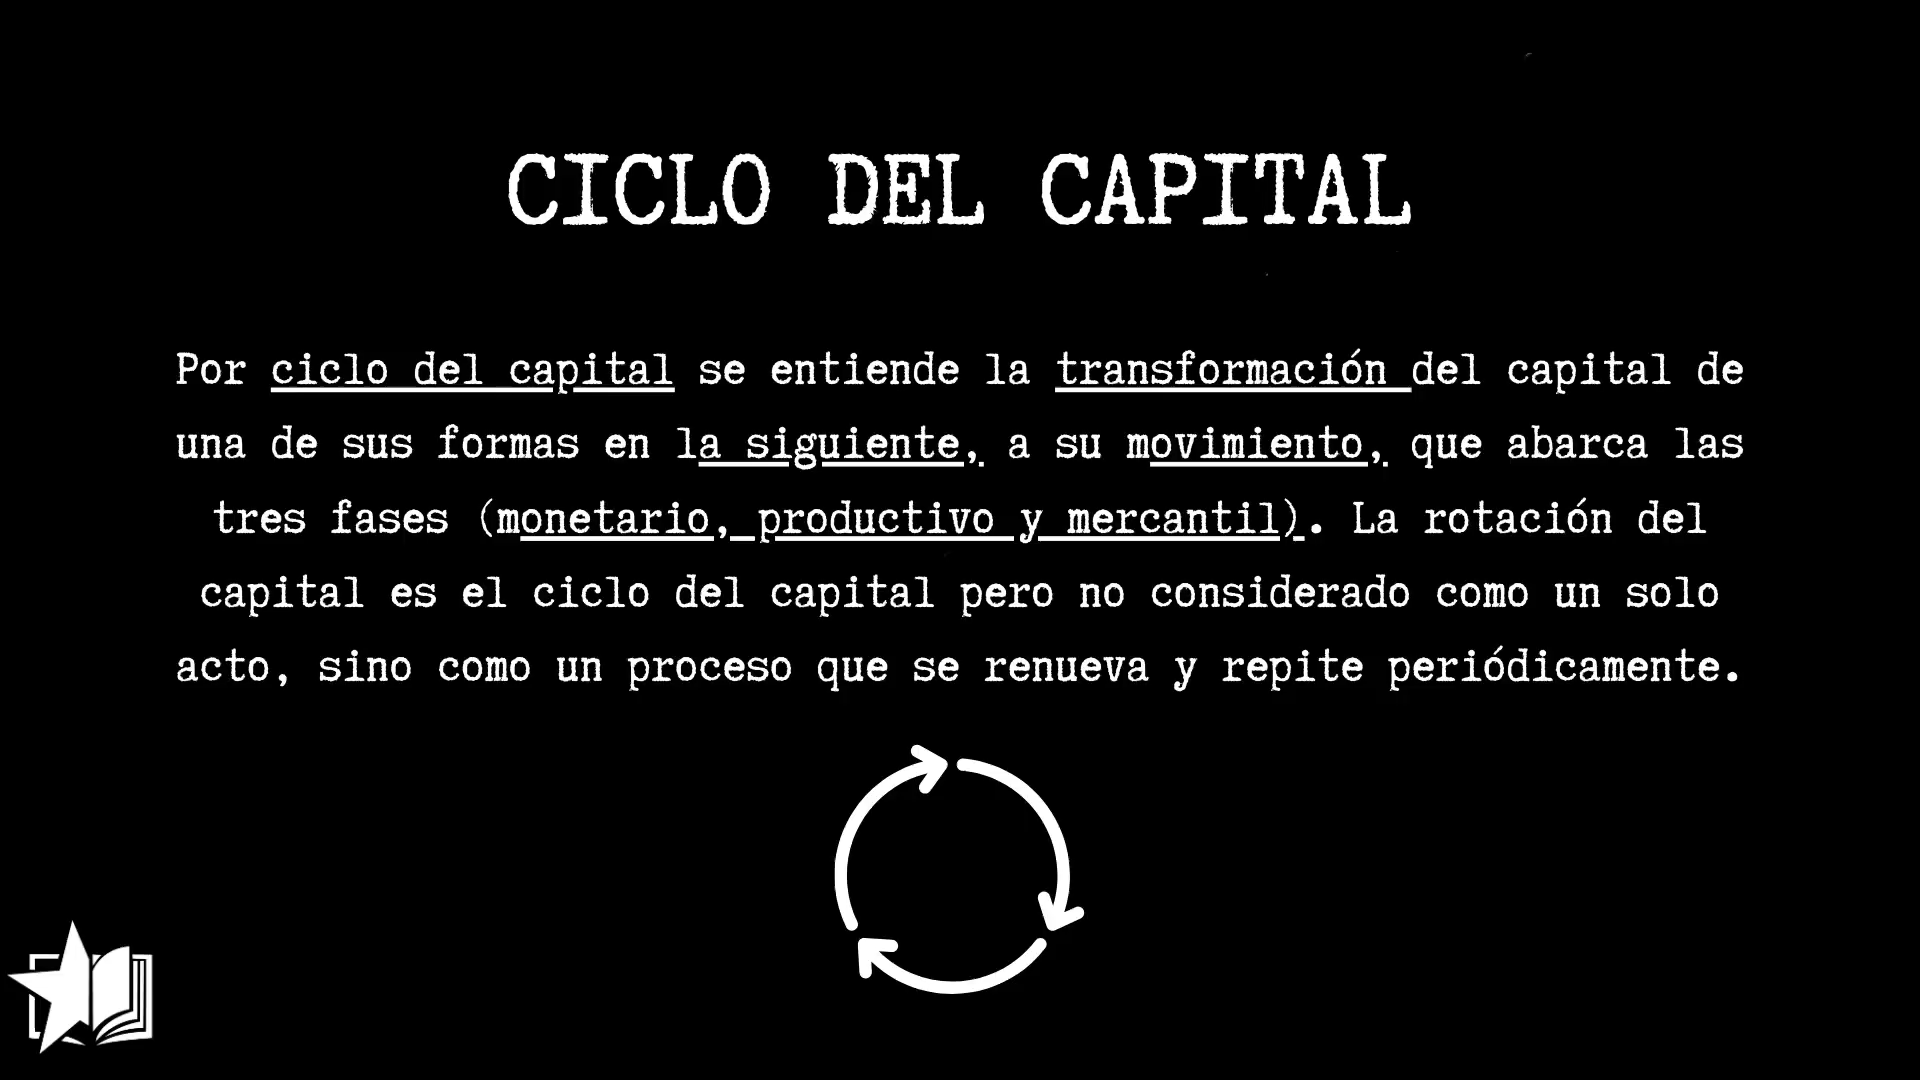 CICLO DEL CAPITAL
Por ciclo del capital se entiende la transformación del capital de
una de sus formas en la siguiente, a su movimiento, que abarca las
tres fases (monetario, productivo y mercantil). La rotación del
capital es el ciclo del capital pero no considerado como un solo
acto, sino como un proceso que se renueva y repite periódicamente.